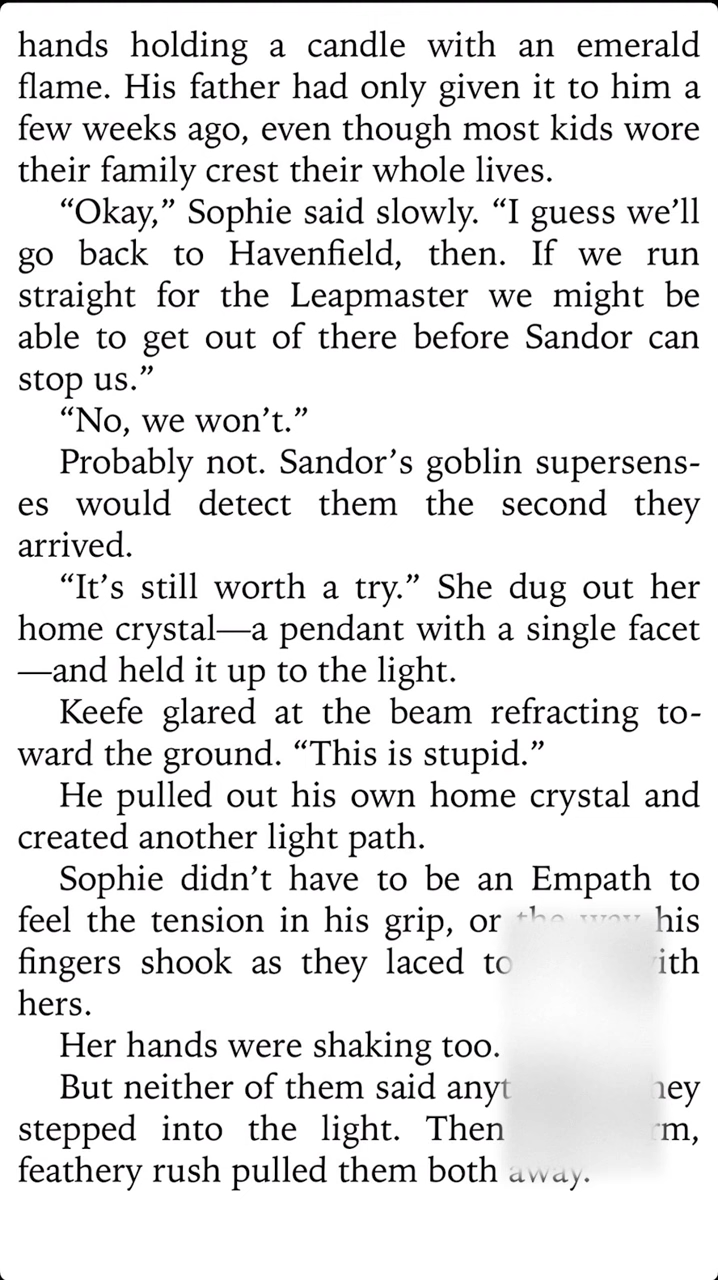 hands holding a candle with an emerald
flame. His father had only given it to him a
few weeks ago, even though most kids wore
their family crest their whole lives.
“Okay,” Sophie said slowly. “I guess we’ll
go back to Havenfield, then. If we run
straight for the Leapmaster we might be
able to get out of there before Sandor can
stop us.”
“No, we won’t.”
Probably not. Sandor’s goblin supersens-
es would detect them the second they
arrived.
“It’s still worth a try.” She dug out her
home crystal—a pendant with a single facet
—and held it up to the light.
Keefe glared at the beam refracting to-
ward the ground. “This is stupid.”
He pulled out his own home crystal and
created another light path.
Sophie didn’t have to be an Empath to
feel the tension in his grip, or the way his
fingers shook as they laced
hers.
Her hands were shaking too.
But neither of them said
stepped into the light. Then
feathery rush pulled them both away.